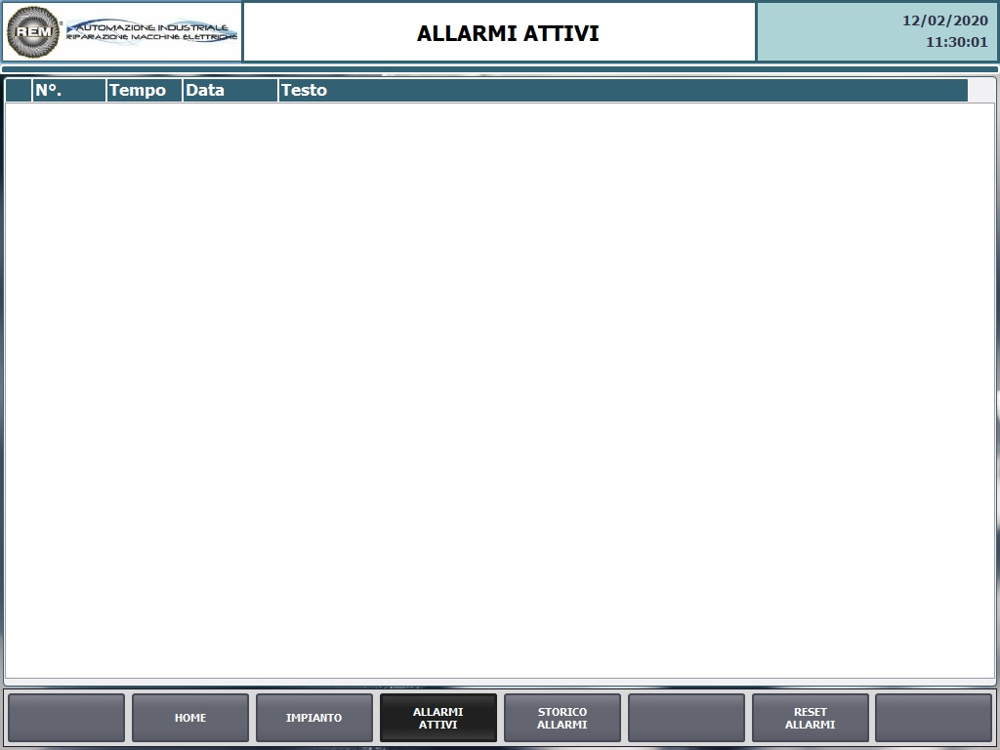 REM
AUTOMAZIONE INDUSTRIALE
RIPARAZIONE MACCHINE ELETTRICHE
ALLARMI ATTIVI
12/02/2020
11:30:01
N°. Tempo Data Testo
HOME
IMPIANTO
ALLARMI
ATTIVI
STORICO
ALLARMI
RESET
ALLARMI